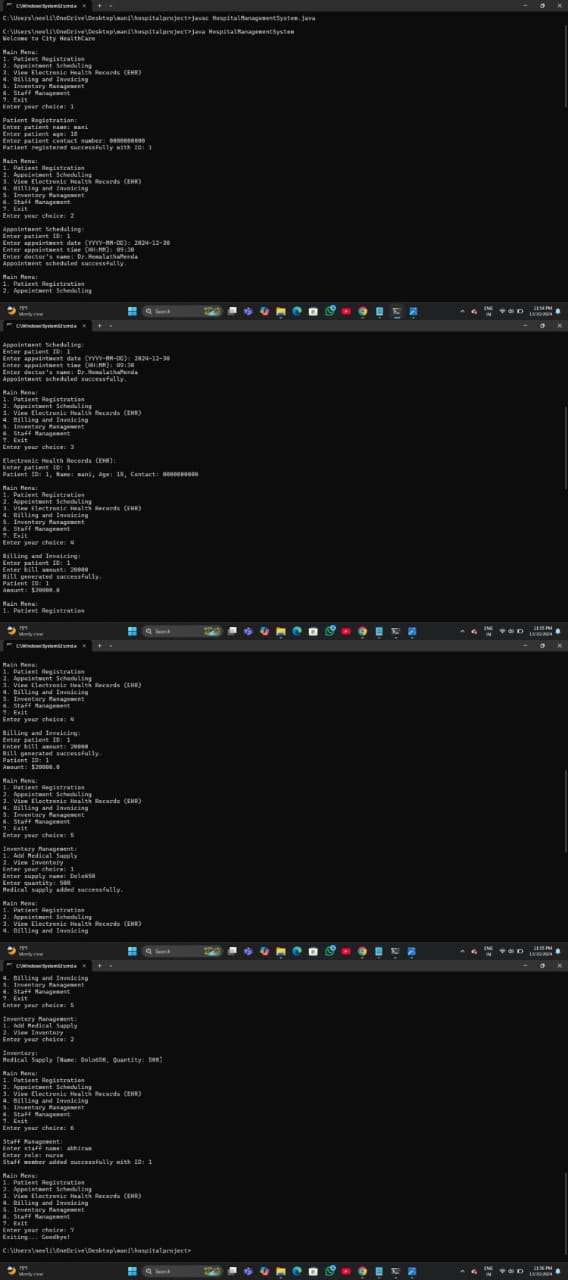 C:\Windows\System32\cmd.e
C:\Users\neeli\OneDrive\Desktop\mani\hospitalproject>javac HospitalManagementSystem.java
C:\Users\neeli\OneDrive\Desktop\mani\hospitalproject>java HospitalManagementSystem
Welcome to City HealthCare
Main Menu:
1. Patient Registration
2. Appointment Scheduling
3. View Electronic Health Records (EHR)
4. Billing and Invoicing
5. Inventory Management
6. Staff Management
7. Exit
Enter your choice: 1
Patient Registration:
Enter patient name: mani
Enter patient age: 18
Enter patient contact number: 0000000000
Patient registered successfully with ID: 1
Main Menu:
1. Patient Registration
2. Appointment Scheduling
3. View Electronic Health Records (EHR)
4. Billing and Invoicing
5. Inventory Management
6. Staff Management
7. Exit
Enter your choice: 2
Appointment Scheduling:
Enter patient ID: 1
Enter appointment date (YYYY-MM-DD): 2024-12-30
Enter appointment time (HH:MM): 09:30
Enter doctor's name: Dr.HemalathaMenda
Appointment scheduled successfully.
Main Menu:
1. Patient Registration
2. Appointment Scheduling
75°F
Mostly clear
Search
ENG
IN
11:54 PM
12/30/2024
C:\Windows\System32\cmd.e
Appointment Scheduling:
Enter patient ID: 1
Enter appointment date (YYYY-MM-DD): 2024-12-30
Enter appointment time (HH:MM): 09:30
Enter doctor's name: Dr.HemalathaMenda
Appointment scheduled successfully.
Main Menu:
1. Patient Registration
2. Appointment Scheduling
3. View Electronic Health Records (EHR)
4. Billing and Invoicing
5. Inventory Management
6. Staff Management
7. Exit
Enter your choice: 3
Electronic Health Records (EHR):
Enter patient ID: 1
Patient ID: 1, Name: mani, Age: 18, Contact: 0000000000
Main Menu:
1. Patient Registration
2. Appointment Scheduling
3. View Electronic Health Records (EHR)
4. Billing and Invoicing
5. Inventory Management
6. Staff Management
7. Exit
Enter your choice: 4
Billing and Invoicing:
Enter patient ID: 1
Enter bill amount: 20000
Bill generated successfully.
Patient ID: 1
Amount: $20000.0
Main Menu:
1. Patient Registration
75°F
Mostly clear
Search
ENG
IN
11:55 PM
12/30/2024
C:\Windows\System32\cmd.e
Main Menu:
1. Patient Registration
2. Appointment Scheduling
3. View Electronic Health Records (EHR)
4. Billing and Invoicing
5. Inventory Management
6. Staff Management
7. Exit
Enter your choice: 4
Billing and Invoicing:
Enter patient ID: 1
Enter bill amount: 20000
Bill generated successfully.
Patient ID: 1
Amount: $20000.0
Main Menu:
1. Patient Registration
2. Appointment Scheduling
3. View Electronic Health Records (EHR)
4. Billing and Invoicing
5. Inventory Management
6. Staff Management
7. Exit
Enter your choice: 5
Inventory Management:
1. Add Medical Supply
2. View Inventory
Enter your choice: 1
Enter supply name: Dolo650
Enter quantity: 500
Medical supply added successfully.
Main Menu:
1. Patient Registration
2. Appointment Scheduling
3. View Electronic Health Records (EHR)
4. Billing and Invoicing
75°F
Mostly clear
Search
ENG
IN
11:55 PM
12/30/2024
C:\Windows\System32\cmd.e
4. Billing and Invoicing
5. Inventory Management
6. Staff Management
7. Exit
Enter your choice: 5
Inventory Management:
1. Add Medical Supply
2. View Inventory
Enter your choice: 2
Inventory:
Medical Supply [Name: Dolo650, Quantity: 500]
Main Menu:
1. Patient Registration
2. Appointment Scheduling
3. View Electronic Health Records (EHR)
4. Billing and Invoicing
5. Inventory Management
6. Staff Management
7. Exit
Enter your choice: 6
Staff Management:
Enter staff name: abhiram
Enter role: nurse
Staff member added successfully with ID: 1
Main Menu:
1. Patient Registration
2. Appointment Scheduling
3. View Electronic Health Records (EHR)
4. Billing and Invoicing
5. Inventory Management
6. Staff Management
7. Exit
Enter your choice: 7
Exiting... Goodbye!
C:\Users\neeli\OneDrive\Desktop\mani\hospitalproject>
75°F
Mostly clear
Search
ENG
IN
11:56 PM
12/30/2024